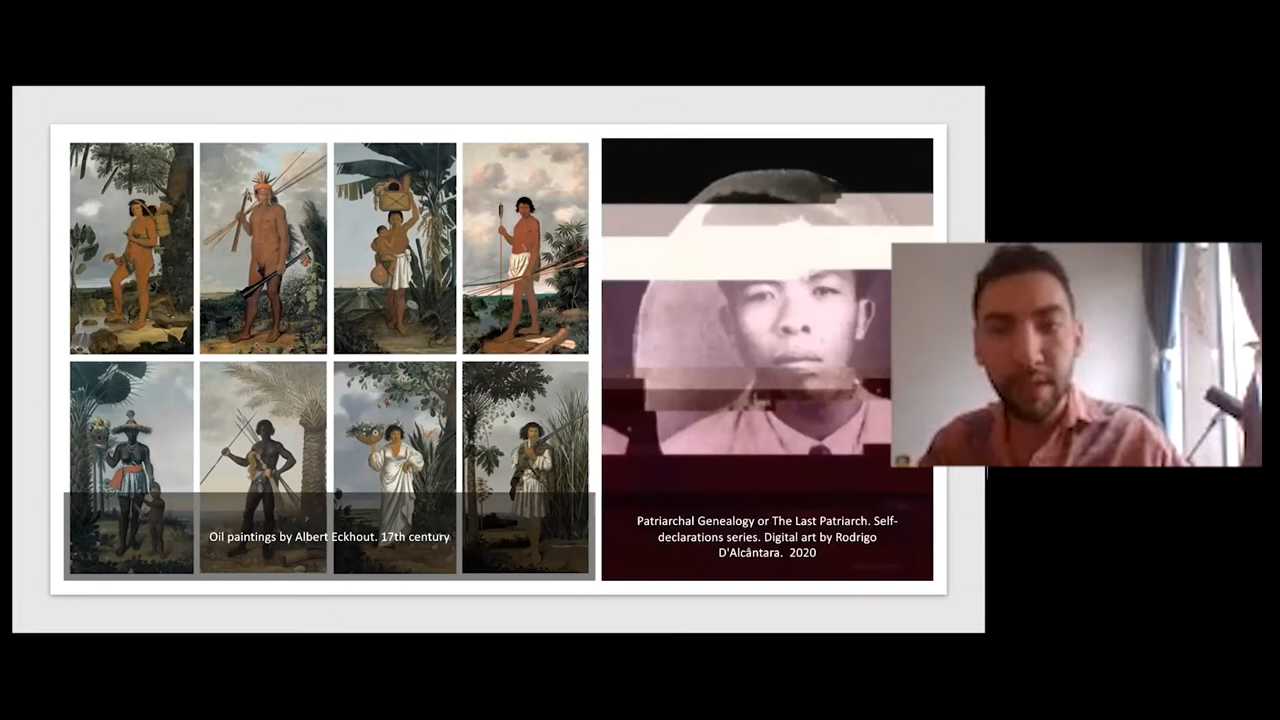 Oil paintings by Albert Eckhout. 17th century
Patriarchal Genealogy or The Last Patriarch. Self-
declarations series. Digital art by Rodrigo
D'Alcântara.  2020